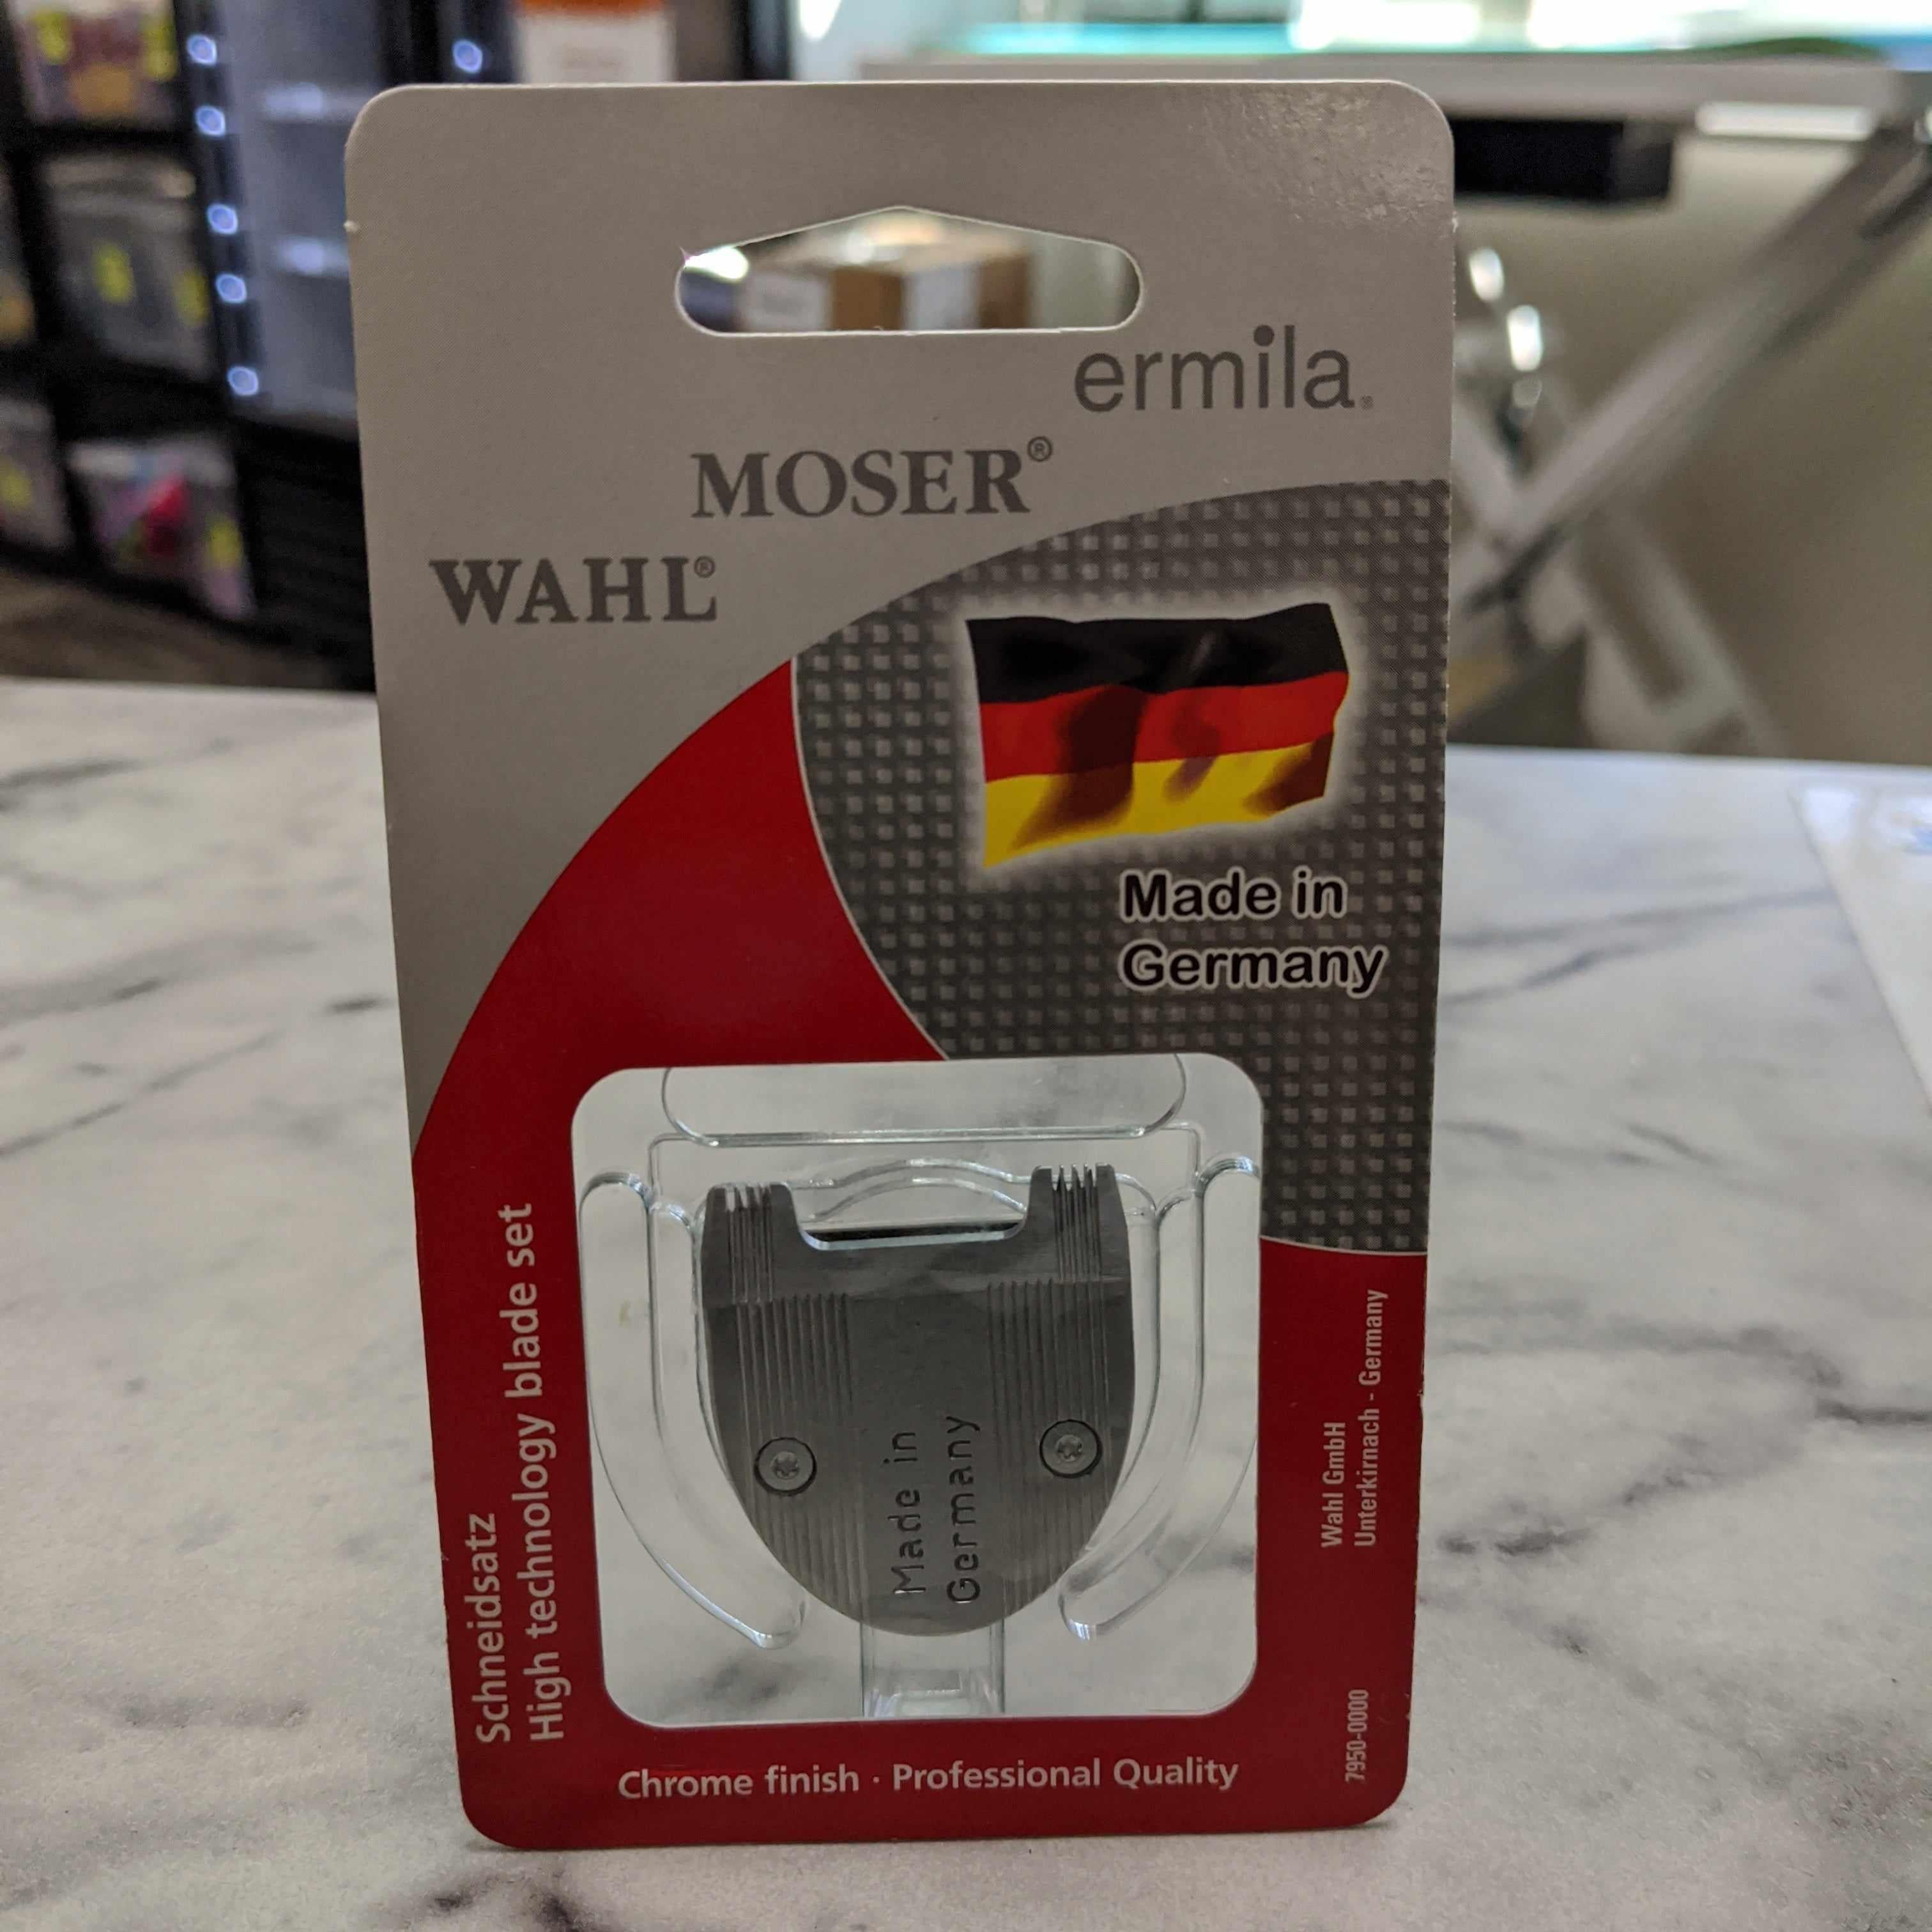 ermila®
MOSER®
WAHL®
Made in
Germany
Schneidsatz
High technology blade set
Made in
Germany
Wahl GmbH
Unterkirnach - Germany
7950-0000
Chrome finish · Professional Quality